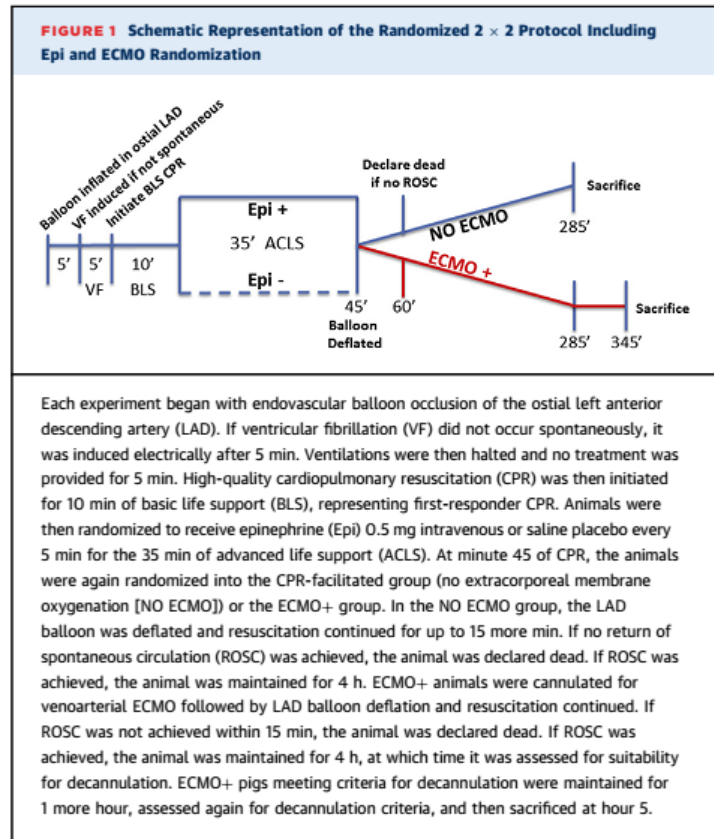 FIGURE 1 Schematic Representation of the Randomized 2 × 2 Protocol Including
Epi and ECMO Randomization
Balloon inflated in ostial LAD
VF induced if not spontaneous
Initiate BLS CPR
5'
5'
VF
10'
BLS
Epi +
35' ACLS
Epi -
45'
Balloon
Deflated
Declare dead
if no ROSC
60'
NO ECMO
ECMO +
285'
Sacrifice
285'
345'
Sacrifice
Each experiment began with endovascular balloon occlusion of the ostial left anterior
descending artery (LAD). If ventricular fibrillation (VF) did not occur spontaneously, it
was induced electrically after 5 min. Ventilations were then halted and no treatment was
provided for 5 min. High-quality cardiopulmonary resuscitation (CPR) was then initiated
for 10 min of basic life support (BLS), representing first-responder CPR. Animals were
then randomized to receive epinephrine (Epi) 0.5 mg intravenous or saline placebo every
5 min for the 35 min of advanced life support (ACLS). At minute 45 of CPR, the animals
were again randomized into the CPR-facilitated group (no extracorporeal membrane
oxygenation [NO ECMO]) or the ECMO+ group. In the NO ECMO group, the LAD
balloon was deflated and resuscitation continued for up to 15 more min. If no return of
spontaneous circulation (ROSC) was achieved, the animal was declared dead. If ROSC was
achieved, the animal was maintained for 4 h. ECMO+ animals were cannulated for
venoarterial ECMO followed by LAD balloon deflation and resuscitation continued. If
ROSC was not achieved within 15 min, the animal was declared dead. If ROSC was
achieved, the animal was maintained for 4 h, at which time it was assessed for suitability
for decannulation. ECMO+ pigs meeting criteria for decannulation were maintained for
1 more hour, assessed again for decannulation criteria, and then sacrificed at hour 5.